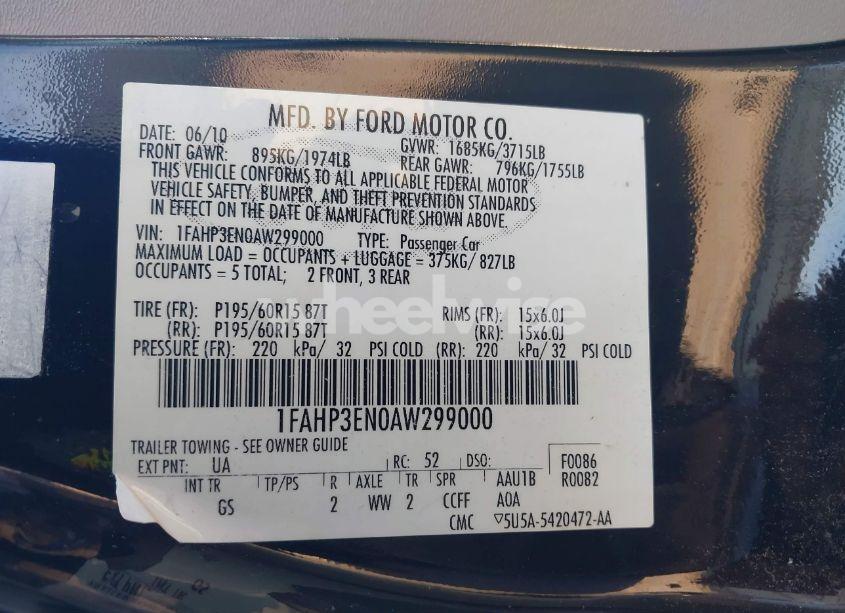 MFD. BY FORD MOTOR CO.
DATE: 06/10 GVWR: 1685KG/3715LB
FRONT GAWR: 895KG/1974LB REAR GAWR: 796KG/1755LB
THIS VEHICLE CONFORMS TO ALL APPLICABLE FEDERAL MOTOR
VEHICLE SAFETY, BUMPER, AND THEFT PREVENTION STANDARDS
IN EFFECT ON THE DATE OF MANUFACTURE SHOWN ABOVE.
VIN: 1FAHP3EN0AW299000 TYPE: Passenger Car
MAXIMUM LOAD = OCCUPANTS + LUGGAGE = 375KG/ 827LB
OCCUPANTS = 5 TOTAL; 2 FRONT, 3 REAR
wheelwise
TIRE (FR): P195/60R15 87T RIMS (FR): 15x6.0J
(RR): P195/60R15 87T (RR): 15x6.0J
PRESSURE (FR): 220 kPa/ 32 PSI COLD (RR): 220 kPa/ 32 PSI COLD
1FAHP3EN0AW299000
TRAILER TOWING - SEE OWNER GUIDE
EXT PNT: UA RC: 52 DSO: F0086
INT TR TP/PS R AXLE TR SPR AAU1B R0082
GS 2 WW 2 CCFF AOA
CMC ▽5U5A-5420472-AA